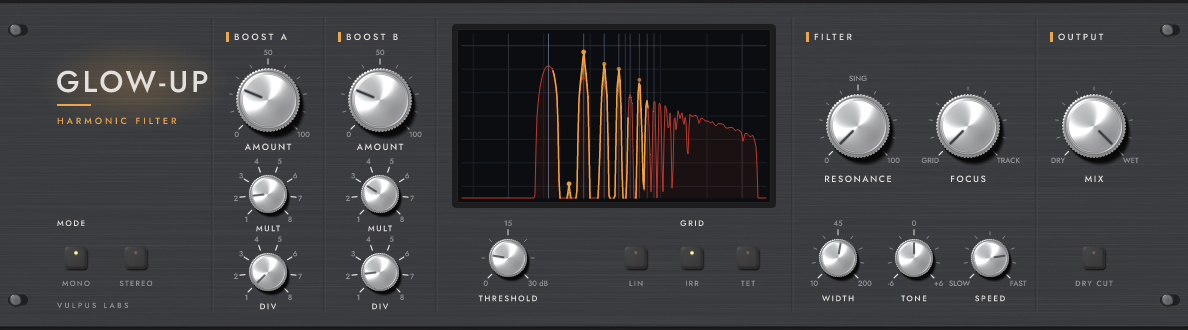 GLOW-UP
HARMONIC FILTER
MODE
MONO STEREO
VULPUS LABS
BOOST A
50
0 100
AMOUNT
1 2 3 4 5 6 7 8
MULT
1 2 3 4 5 6 7 8
DIV
BOOST B
50
0 100
AMOUNT
1 2 3 4 5 6 7 8
MULT
1 2 3 4 5 6 7 8
DIV
15
0 30 dB
THRESHOLD
GRID
LIN IRR TET
FILTER
SING
0 100
RESONANCE
GRID TRACK
FOCUS
45
10 200
WIDTH
0
-6 +6
TONE
SLOW FAST
SPEED
OUTPUT
DRY WET
MIX
DRY CUT